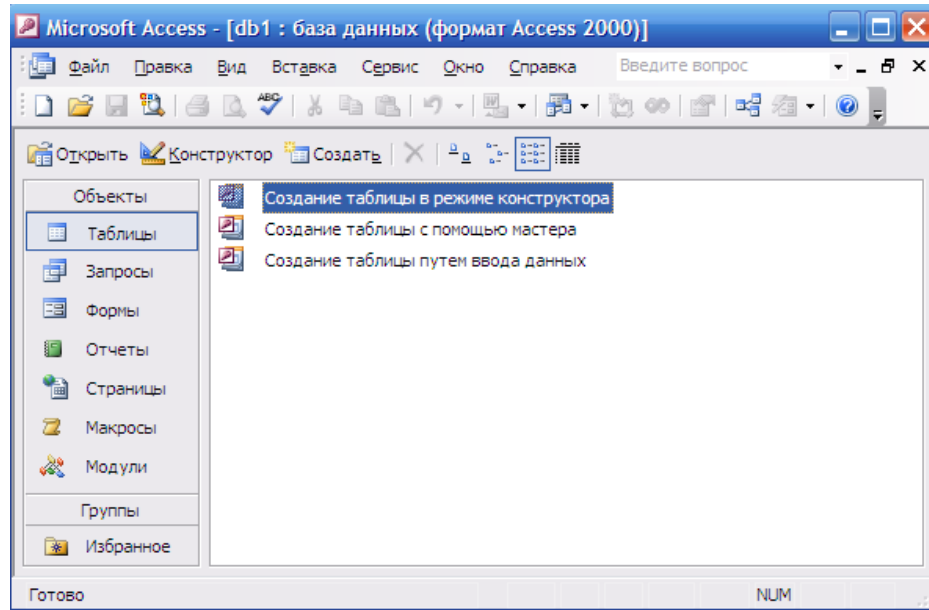 Microsoft Access - [db1 : база данных (формат Access 2000)]
Файл Правка Вид Вставка Сервис Окно Справка Введите вопрос
ABC
Открыть Конструктор Создать
Объекты
Таблицы
Запросы
Формы
Отчеты
Страницы
Макросы
Модули
Группы
Избранное
Создание таблицы в режиме конструктора
Создание таблицы с помощью мастера
Создание таблицы путем ввода данных
Готово NUM